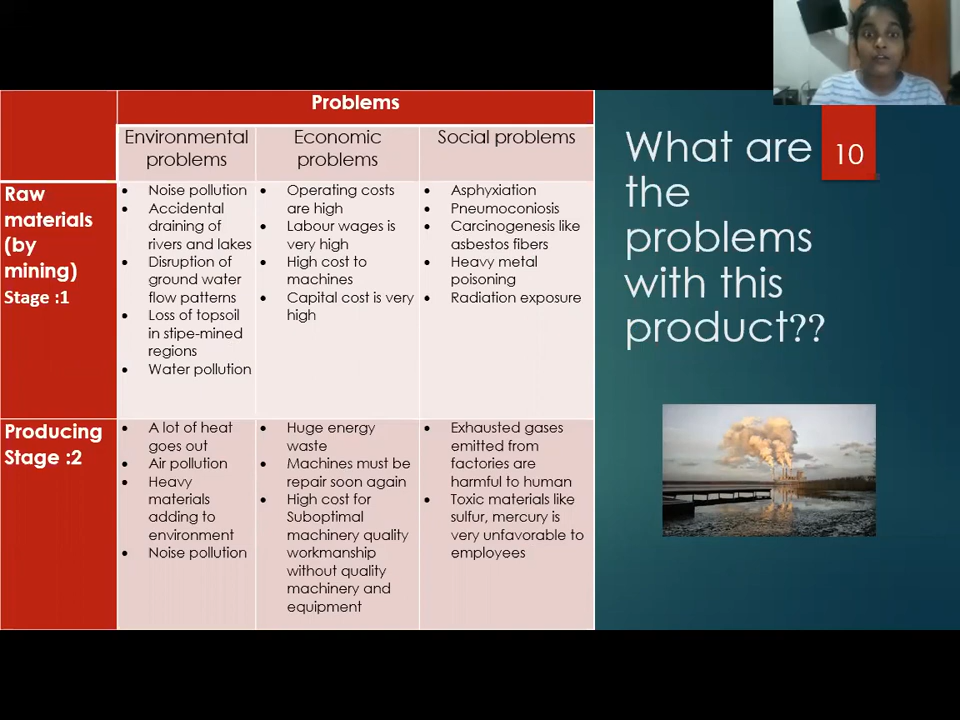 Problems
Environmental
problems
Economic
problems
Social problems
Raw
materials
(by
mining)
Stage :1
• Noise pollution
• Accidental
draining of
rivers and lakes
• Disruption of
ground water
flow patterns
• Loss of topsoil
in stipe-mined
regions
• Water pollution
• Operating costs
are high
• Labour wages is
very high
• High cost to
machines
• Capital cost is very
high
• Asphyxiation
• Pneumoconiosis
• Carcinogenesis like
asbestos fibers
• Heavy metal
poisoning
• Radiation exposure
Producing
Stage :2
• A lot of heat
goes out
• Air pollution
• Heavy
materials
adding to
environment
• Noise pollution
• Huge energy
waste
• Machines must be
repair soon again
• High cost for
Suboptimal
machinery quality
workmanship
without quality
machinery and
equipment
• Exhausted gases
emitted from
factories are
harmful to human
• Toxic materials like
sulfur, mercury is
very unfavorable to
employees
What are
the
problems
with this
product??
10